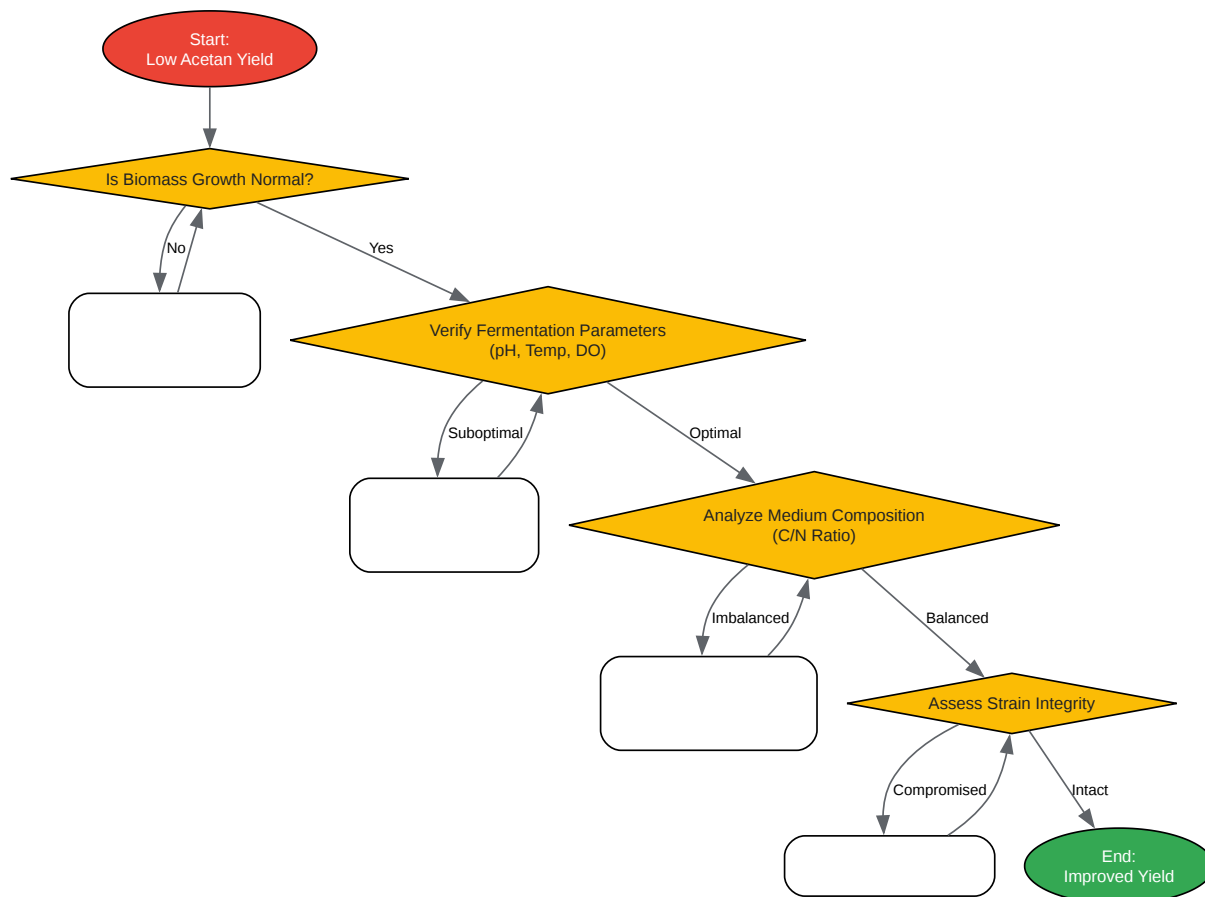 Start:
Low Acetan Yield
Is Biomass Growth Normal?
No
Yes
Verify Fermentation Parameters
(pH, Temp, DO)
Suboptimal
Optimal
Analyze Medium Composition
(C/N Ratio)
Imbalanced
Balanced
Assess Strain Integrity
Compromised
Intact
End:
Improved Yield